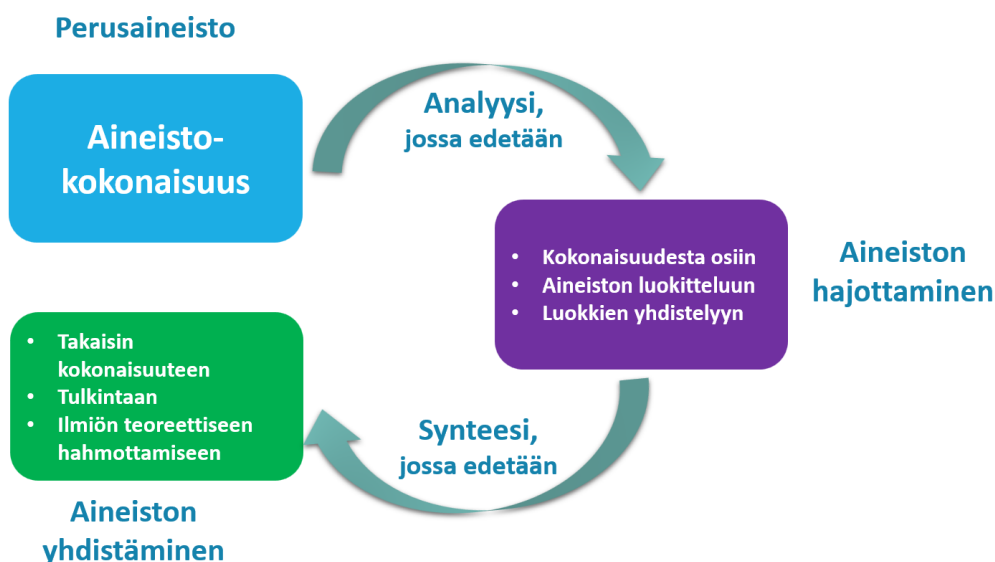 Perusaineisto
Aineisto-
kokonaisuus
Analyysi,
jossa edetään
• Kokonaisuudesta osiin
• Aineiston luokitteluun
• Luokkien yhdistelyyn
Aineiston
hajottaminen
Synteesi,
jossa edetään
• Takaisin
kokonaisuuteen
• Tulkintaan
• Ilmiön teoreettiseen
hahmottamiseen
Aineiston
yhdistäminen